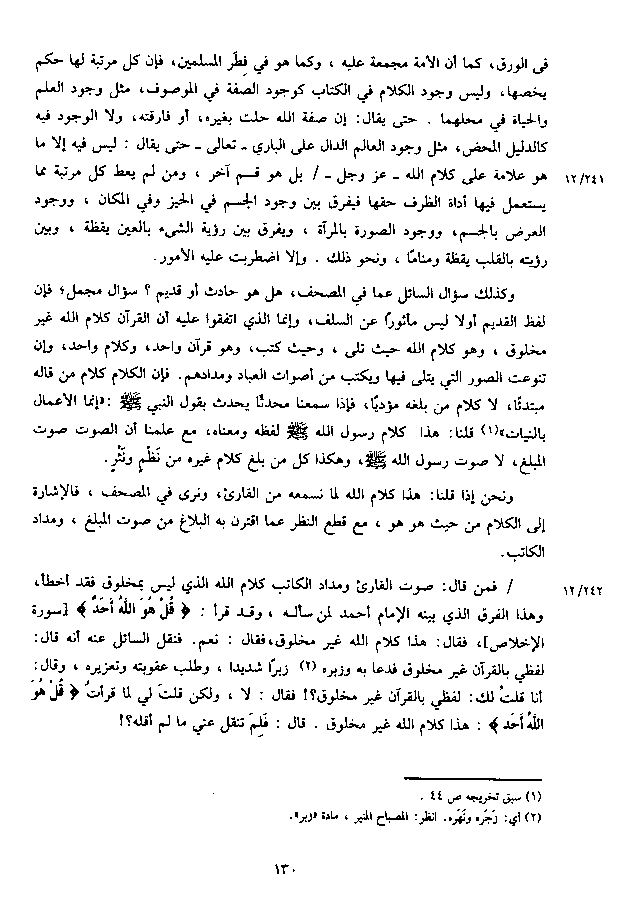 فى الورق، كما أن الأمة مجمعة عليه ، وكما هو في فِطَر المسلمين، فإن كل مرتبة لها حكم
يخصها، وليس وجود الكلام في الكتاب كوجود الصفة في الموصوف، مثل وجود العلم
والحياة في محلهما . حتى يقال: إن صفة الله حلت بغيره، أو فارقته، ولا الوجود فيه
كالدليل المحض، مثل وجود العالم الدال على الباري ـ تعالى ـ حتى يقال : ليس فيه إلا ما
١٢/٢٤١ هو علامة على كلام الله ـ عز وجل ـ / بل هو قسم آخر ، ومن لم يعط كل مرتبة مما
يستعمل فيها أداة الظرف حقها فيفرق بين وجود الجسم في الحيز وفي المكان ، ووجود
العرض بالجسم، ووجود الصورة بالمرآة ، ويفرق بين رؤية الشىء بالعين يقظة ، وبين
رؤيته بالقلب يقظة ومنامًا ، ونحو ذلك . وإلا اضطربت عليه الأمور.
وكذلك سؤال السائل عما في المصحف، هل هو حادث أو قديم ؟ سؤال مجمل؛ فإن
لفظ القديم أولا ليس مأثورًا عن السلف، وإنما الذي اتفقوا عليه أن القرآن كلام الله غير
مخلوق ، وهو كلام الله حيث تلى ، وحيث كتب، وهو قرآن واحد، وكلام واحد، وإن
تنوعت الصور التي يتلى فيها ويكتب من أصوات العباد ومدادهم. فإن الكلام كلام من قاله
مبتدئًا، لا كلام من بلغه مؤديًا، فإذا سمعنا محدثًا يحدث بقول النبي ﷺ :«إنما الأعمال
بالنيات»(١) قلنا: هذا كلام رسول الله ﷺ لفظه ومعناه، مع علمنا أن الصوت صوت
المبلغ، لا صوت رسول الله ﷺ، وهكذا كل من بلغ كلام غيره من نَظْمٍ ونَثْرٍ.
ونحن إذا قلنا: هذا كلام الله لما نسمعه من القارئ، ونرى في المصحف ، فالإشارة
إلى الكلام من حيث هو هو ، مع قطع النظر عما اقترن به البلاغ من صوت المبلغ ، ومداد
الكاتب.
١٢/٢٤٢ / فمن قال: صوت القارئ ومداد الكاتب كلام الله الذي ليس بمخلوق فقد أخطأ،
وهذا الفرق الذي بينه الإمام أحمد لمن سأله ، وقد قرأ : ﴿ قُلْ هُوَ اللَّهُ أَحَدٌ ﴾ [سورة
الإخلاص]، فقال: هذا كلام الله غير مخلوق،فقال : نعم. فنقل السائل عنه أنه قال:
لفظي بالقرآن غير مخلوق فدعا به وزبره (٢) زبرًا شديدا ، وطلب عقوبته وتعزيره ، وقال:
أنا قلتُ لك: لفظي بالقرآن غير مخلوق؟! فقال : لا ، ولكن قلتَ لي لما قرأتُ ﴿ قُلْ هُوَ
اللَّهُ أَحَد ﴾ : هذا كلام الله غير مخلوق . قال : فَلِمَ تنقل عني ما لم أقله؟!
(١) سبق تخريجه ص ٤٤ .
(٢) أي: زَجَره ونَهَره. انظر: المصباح المنير ، مادة «زبر».
١٣٠